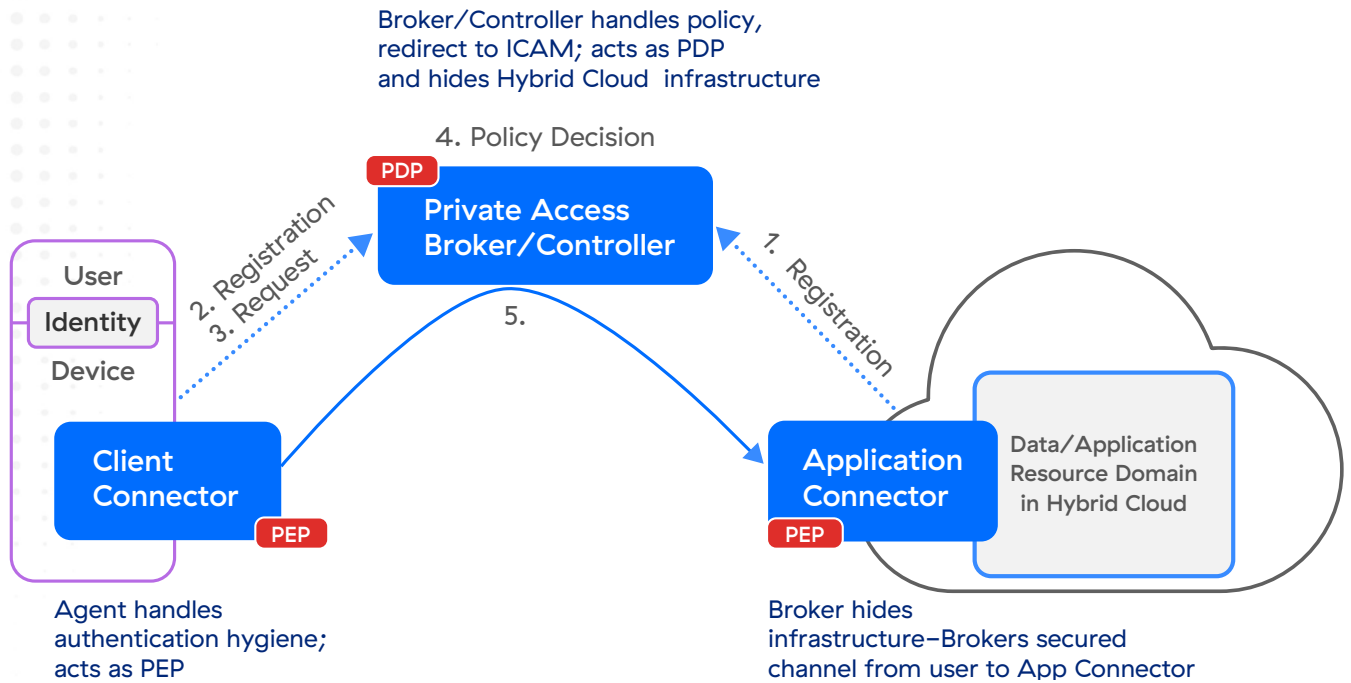 Broker/Controller handles policy,
redirect to ICAM; acts as PDP
and hides Hybrid Cloud infrastructure
4. Policy Decision
PDP
Private Access
Broker/Controller
2. Registration
3. Request
1. Registration
User
Identity
Device
5.
Client
Connector
PEP
Application
Connector
PEP
Data/Application
Resource Domain
in Hybrid Cloud
Agent handles
authentication hygiene;
acts as PEP
Broker hides
infrastructure–Brokers secured
channel from user to App Connector